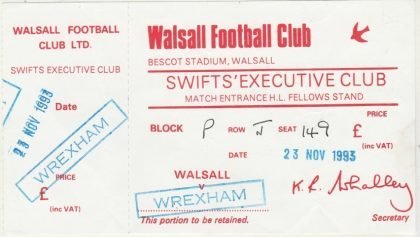 WALSALL FOOTBALL
CLUB LTD.
SWIFTS EXECUTIVE CLUB
Date
23 NOV 1993
WREXHAM
PRICE
£
(inc VAT)
Walsall Football Club
BESCOT STADIUM, WALSALL
SWIFTS' EXECUTIVE CLUB
MATCH ENTRANCE H.L. FELLOWS STAND
PRICE
BLOCK P ROW J SEAT 149 £
(inc VAT)
DATE 23 NOV 1993
WALSALL
v
WREXHAM
This portion to be retained.
Secretary